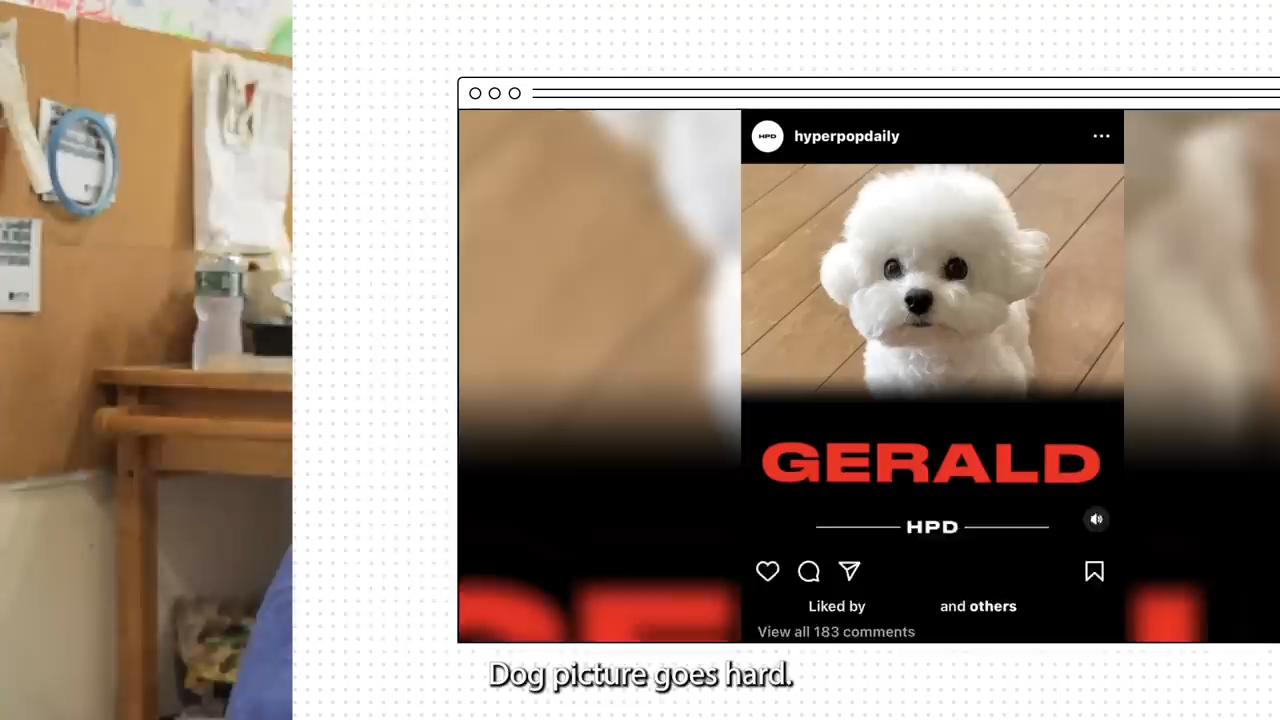 HPD
hyperpopdaily
GERALD
HPD
Liked by and others
View all 183 comments
Dog picture goes hard.